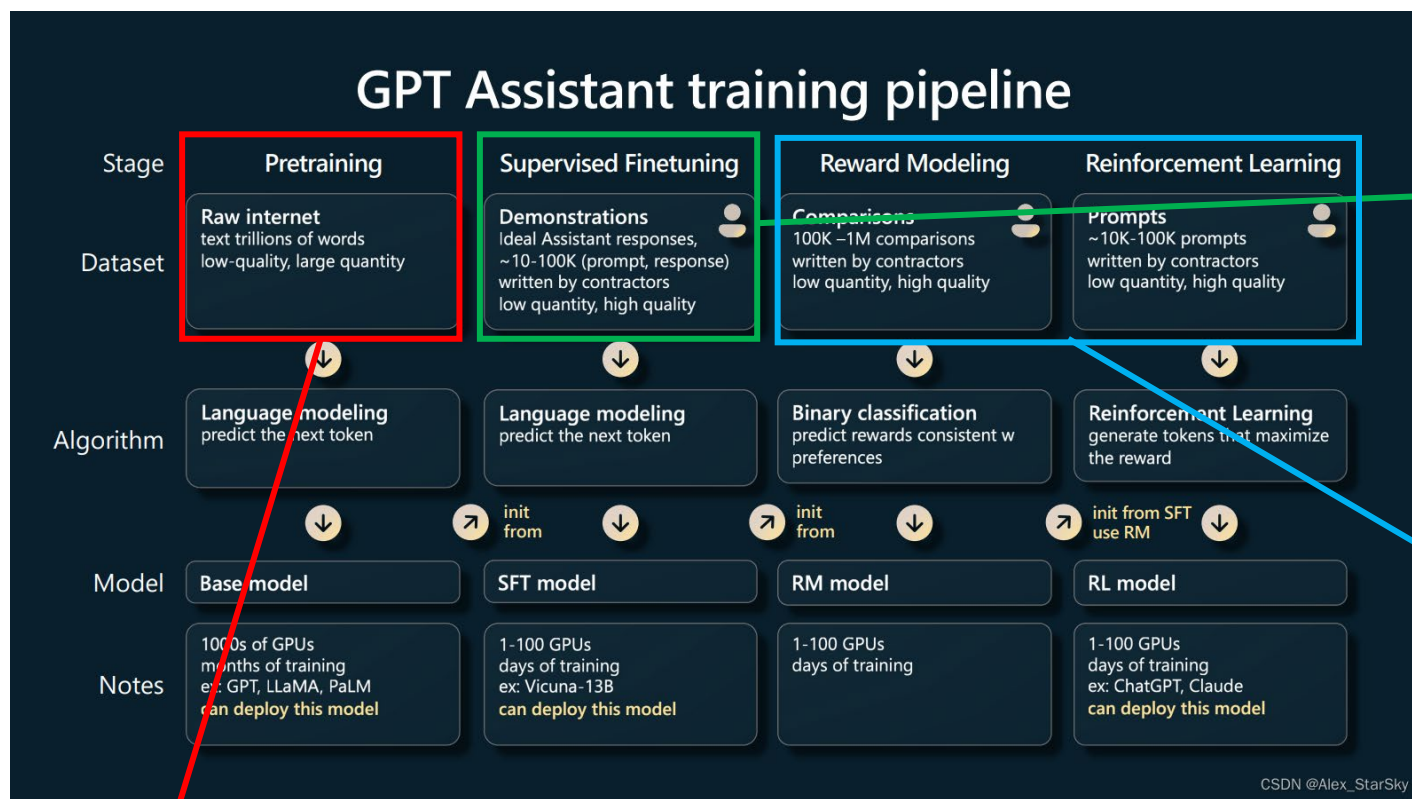 GPT Assistant training pipeline
Stage
Pretraining
Supervised Finetuning
Reward Modeling
Reinforcement Learning
Dataset
Raw internet
text trillions of words
low-quality, large quantity
Demonstrations
Ideal Assistant responses,
~10-100K (prompt, response)
written by contractors
low quantity, high quality
Comparisons
100K –1M comparisons
written by contractors
low quantity, high quality
Prompts
~10K-100K prompts
written by contractors
low quantity, high quality
Algorithm
Language modeling
predict the next token
Language modeling
predict the next token
Binary classification
predict rewards consistent w
preferences
Reinforcement Learning
generate tokens that maximize
the reward
init
from
init
from
init from SFT
use RM
Model
Base model
SFT model
RM model
RL model
Notes
1000s of GPUs
months of training
ex: GPT, LLaMA, PaLM
can deploy this model
1-100 GPUs
days of training
ex: Vicuna-13B
can deploy this model
1-100 GPUs
days of training
1-100 GPUs
days of training
ex: ChatGPT, Claude
can deploy this model
CSDN @Alex_StarSky